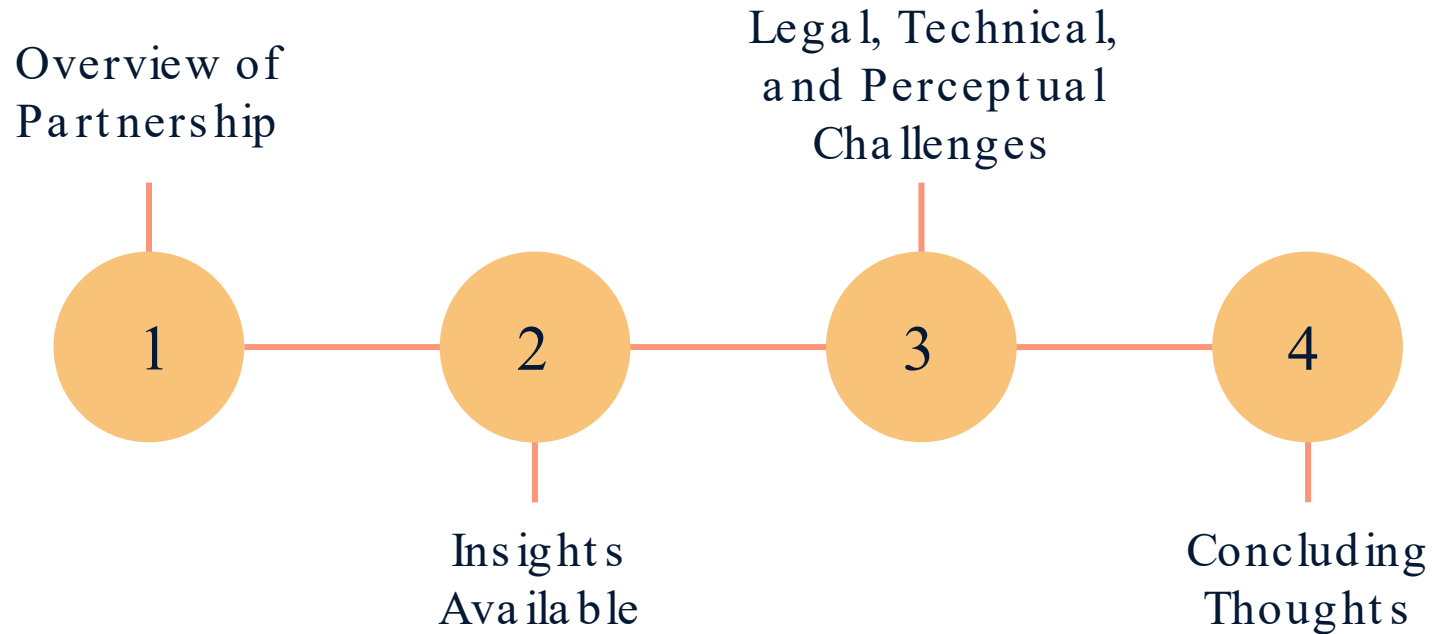 Overview of
Partnership
1
2
Insights
Available
Legal, Technical,
and Perceptual
Challenges
3
4
Concluding
Thoughts